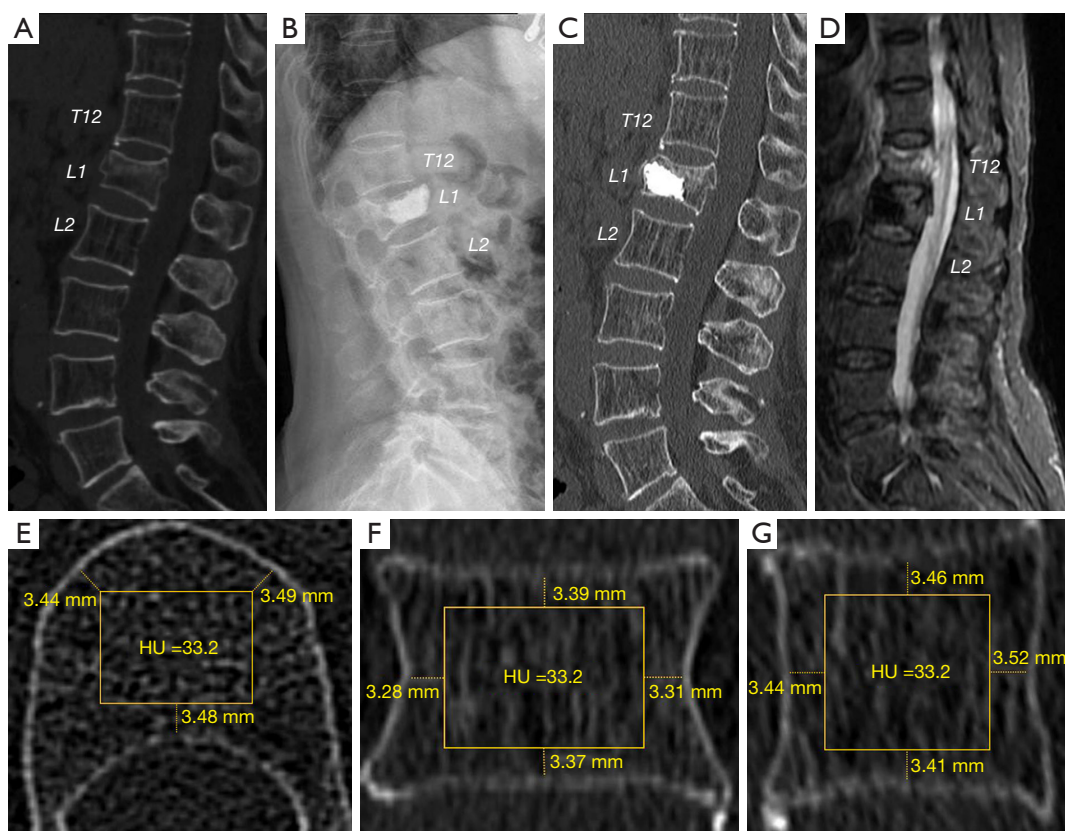 A
T12
L1
L2
B
T12
L1
L2
C
T12
L1
L2
D
T12
L1
L2
E
3.44 mm
3.49 mm
HU =33.2
3.48 mm
F
3.39 mm
HU =33.2
3.28 mm
3.31 mm
3.37 mm
G
3.46 mm
3.52 mm
HU =33.2
3.44 mm
3.41 mm